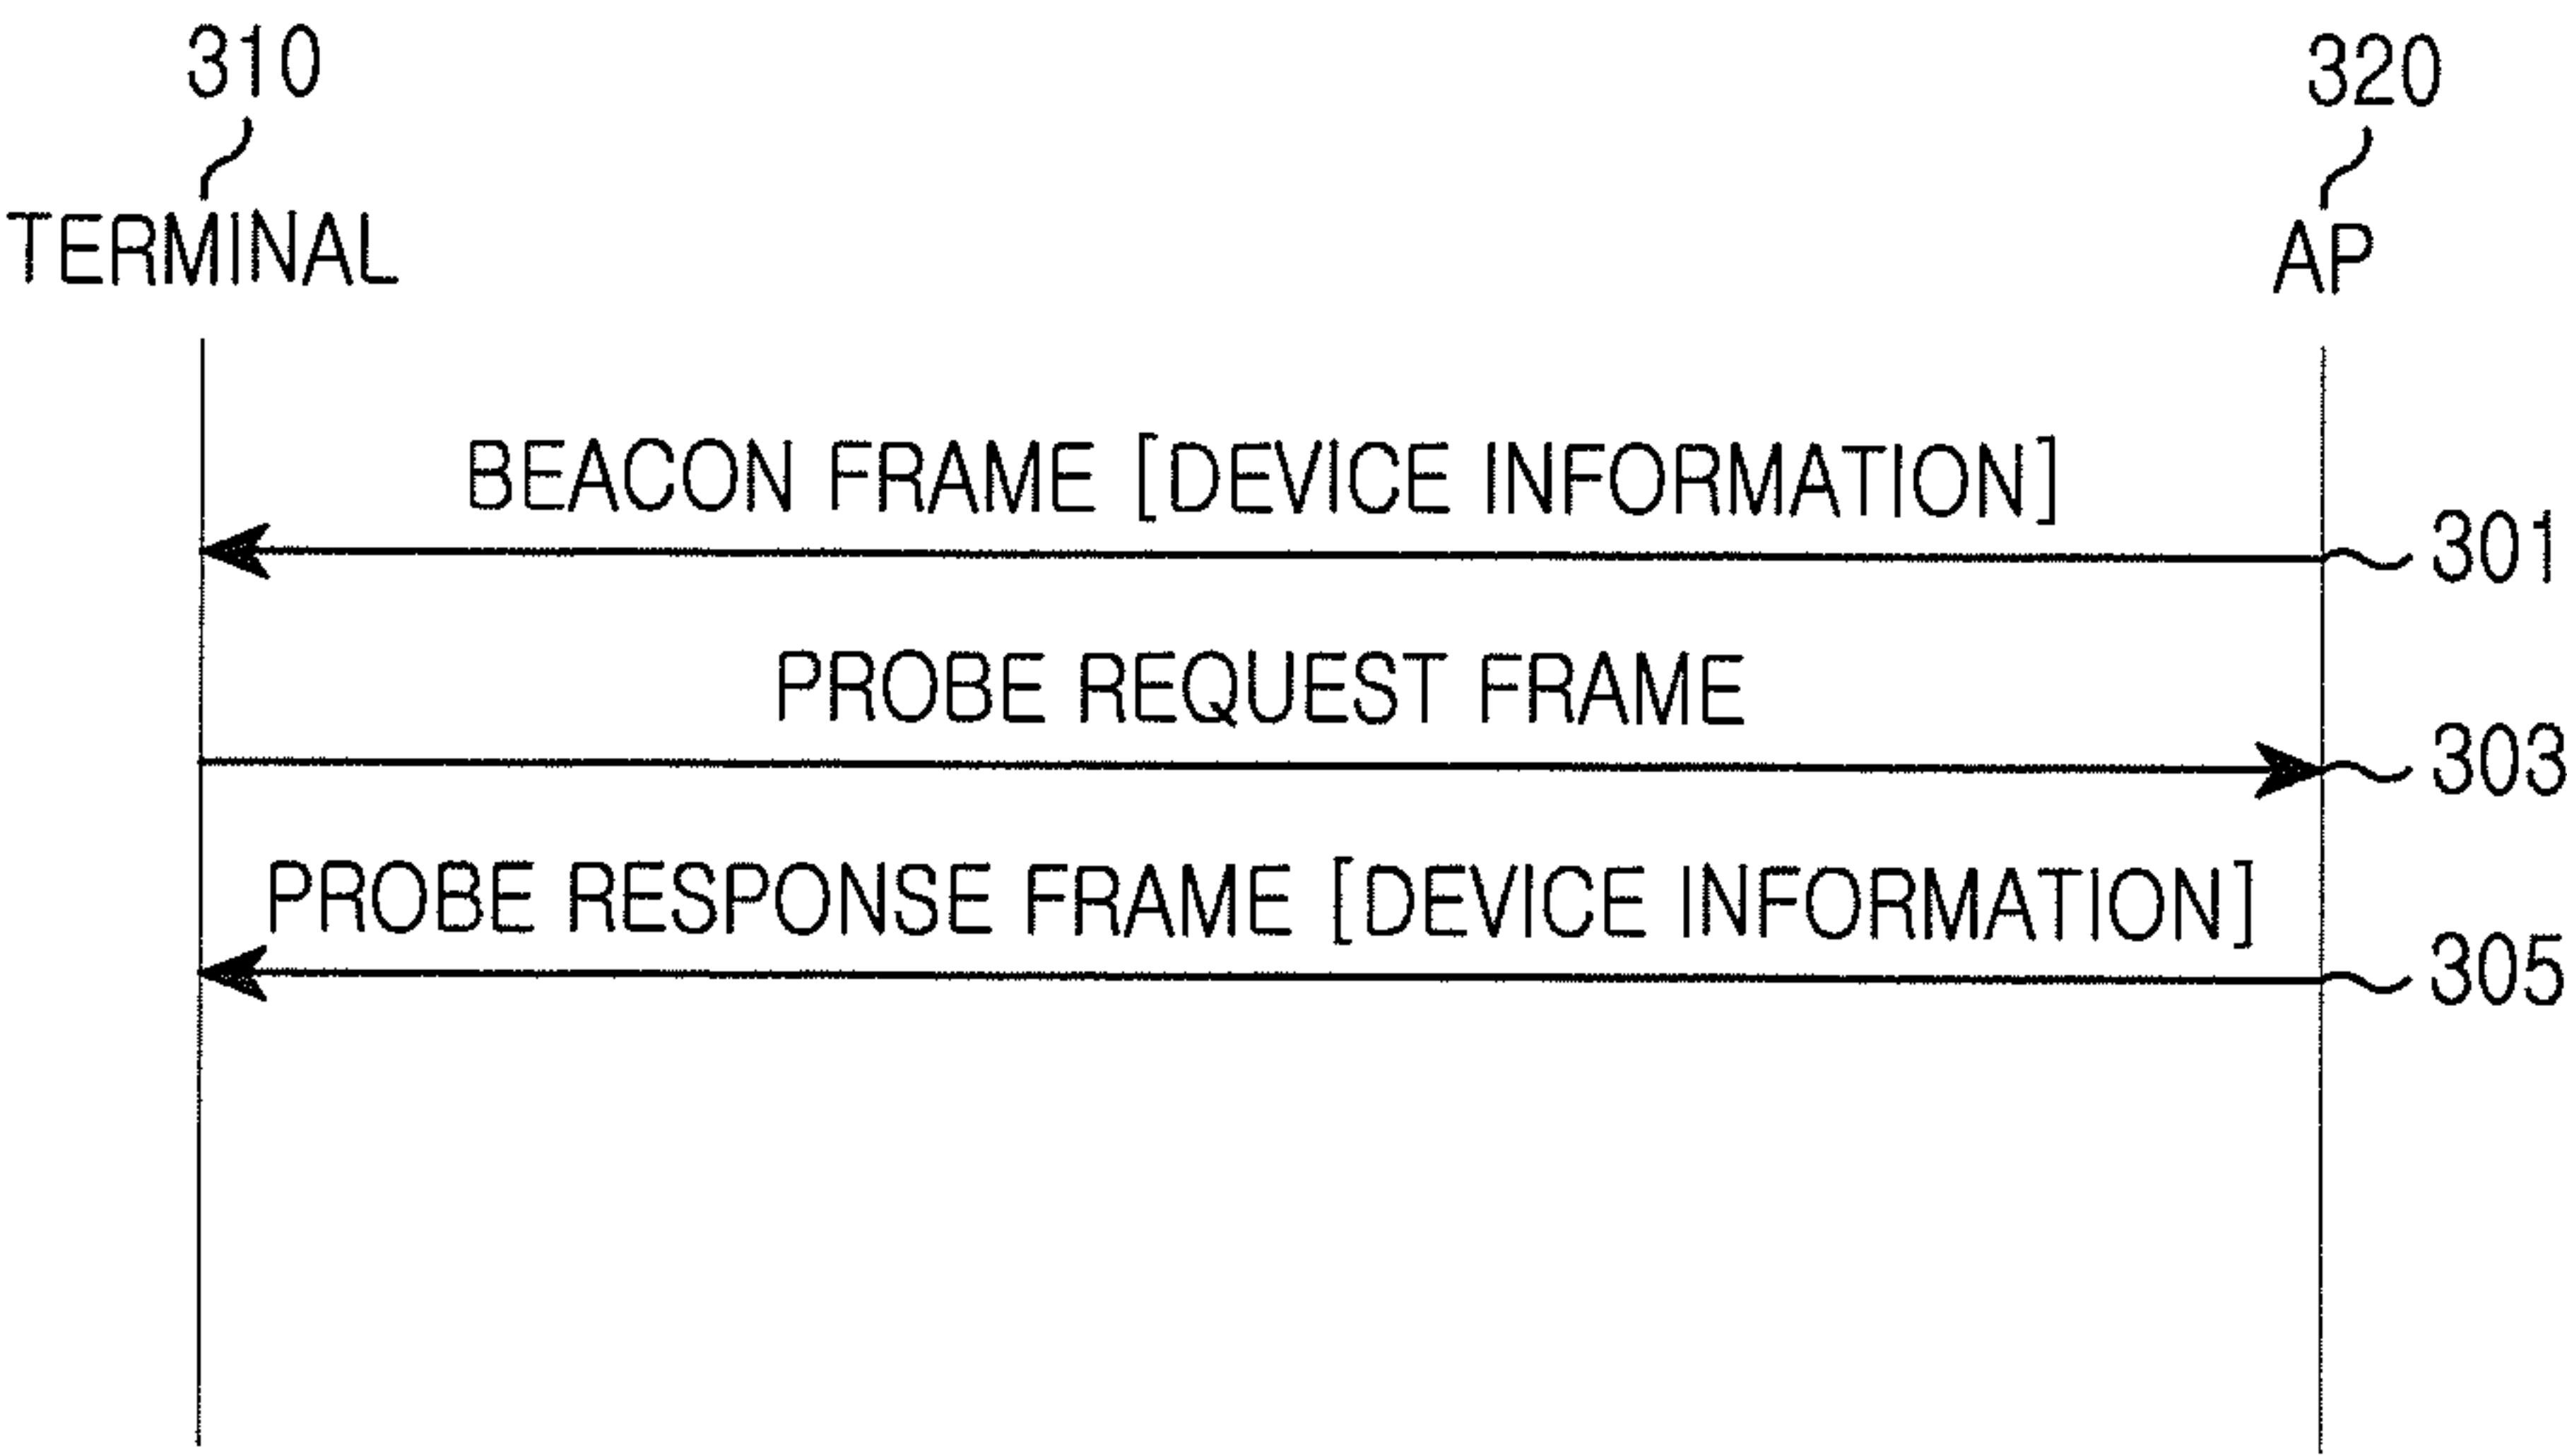 310
320
TERMINAL
AP
BEACON FRAME [DEVICE INFORMATION]
301
PROBE REQUEST FRAME
303
PROBE RESPONSE FRAME [DEVICE INFORMATION]
305